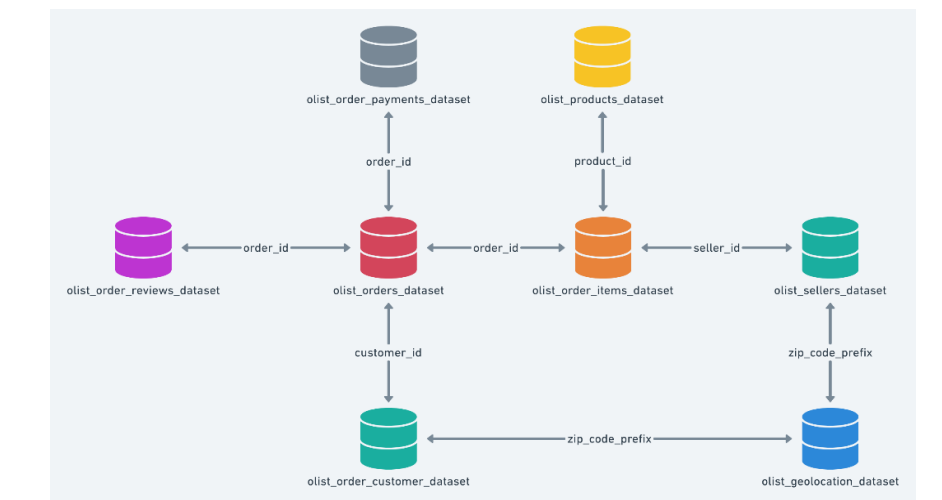 olist_order_payments_dataset
olist_products_dataset
order_id
product_id
order_id
order_id
seller_id
olist_order_reviews_dataset
olist_orders_dataset
olist_order_items_dataset
olist_sellers_dataset
customer_id
zip_code_prefix
zip_code_prefix
olist_order_customer_dataset
olist_geolocation_dataset